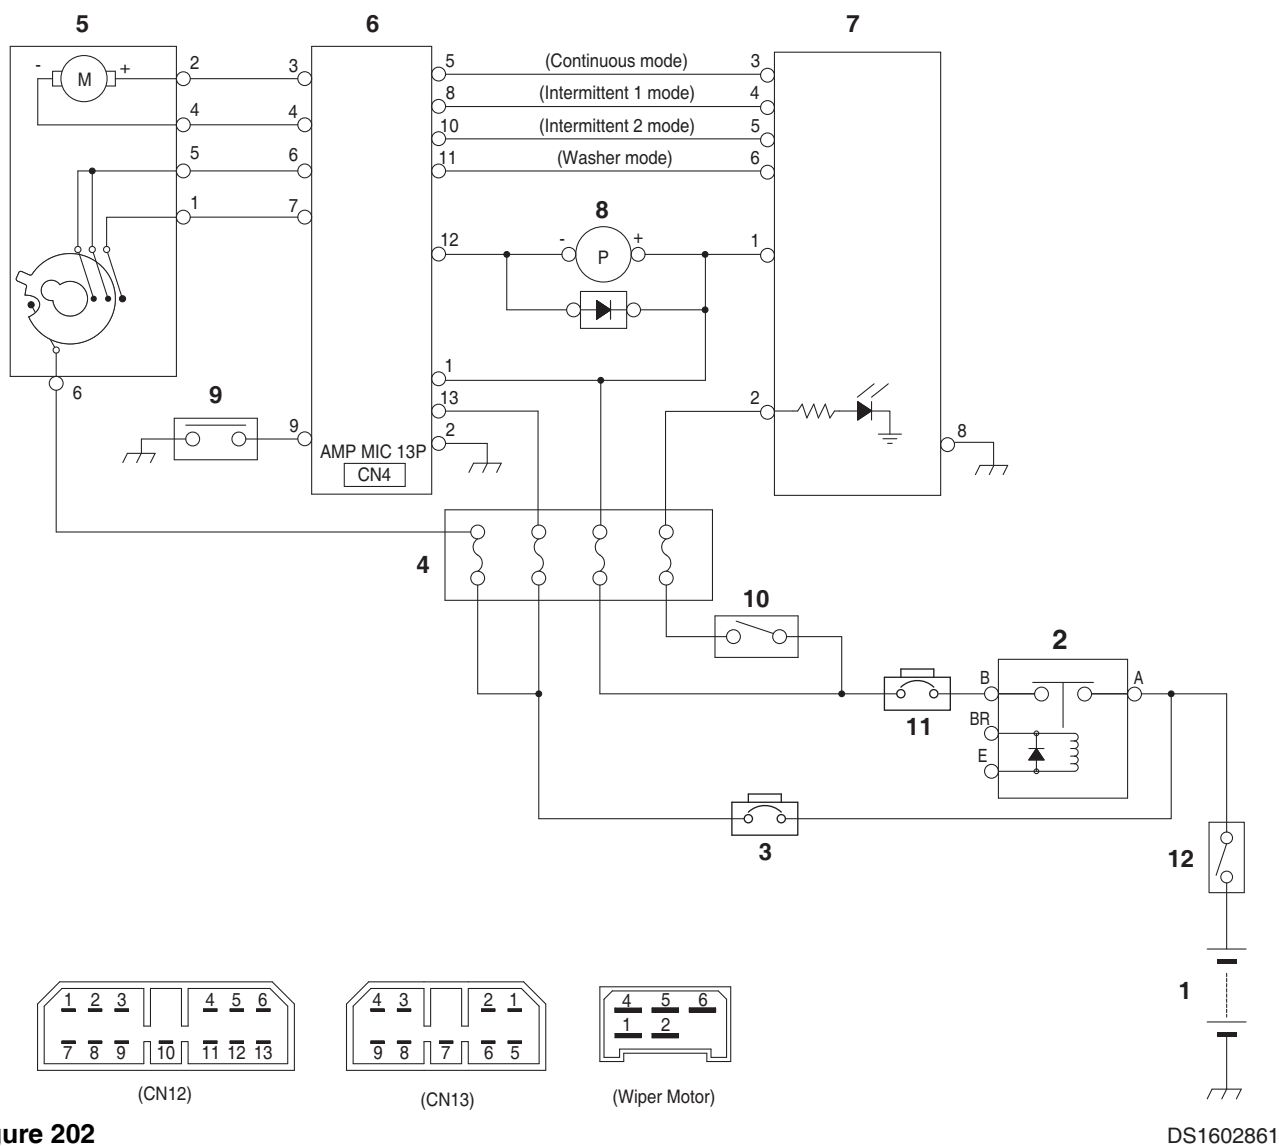 5 6 7
- M + 2 3 5 (Continuous mode) 3
8 (Intermittent 1 mode) 4
4 4 10 (Intermittent 2 mode) 5
5 6 11 (Washer mode) 6
1 7 8
12 - P + 1
1
6 9 13 2
9 2 8
AMP MIC 13P
CN4
4
10
2
B A
11
BR
E
3
12
1
1 2 3 4 5 6
7 8 9 10 11 12 13
(CN12)
4 3 2 1
9 8 7 6 5
(CN13)
4 5 6
1 2
(Wiper Motor)
gure 202
DS1602861